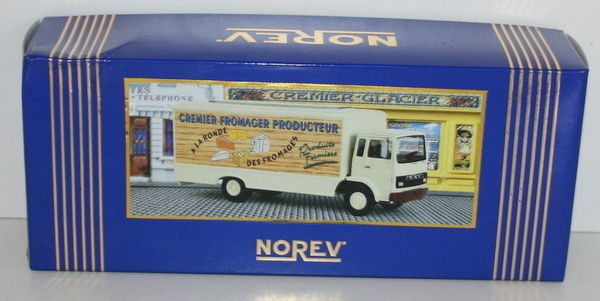 NOREV
TES
TELEPHONE
CREMIER-GLACIER
CREMIER FROMAGER PRODUCTEUR
A LA RONDE
DES FROMAGES
Produits
Fermiers
NOREV